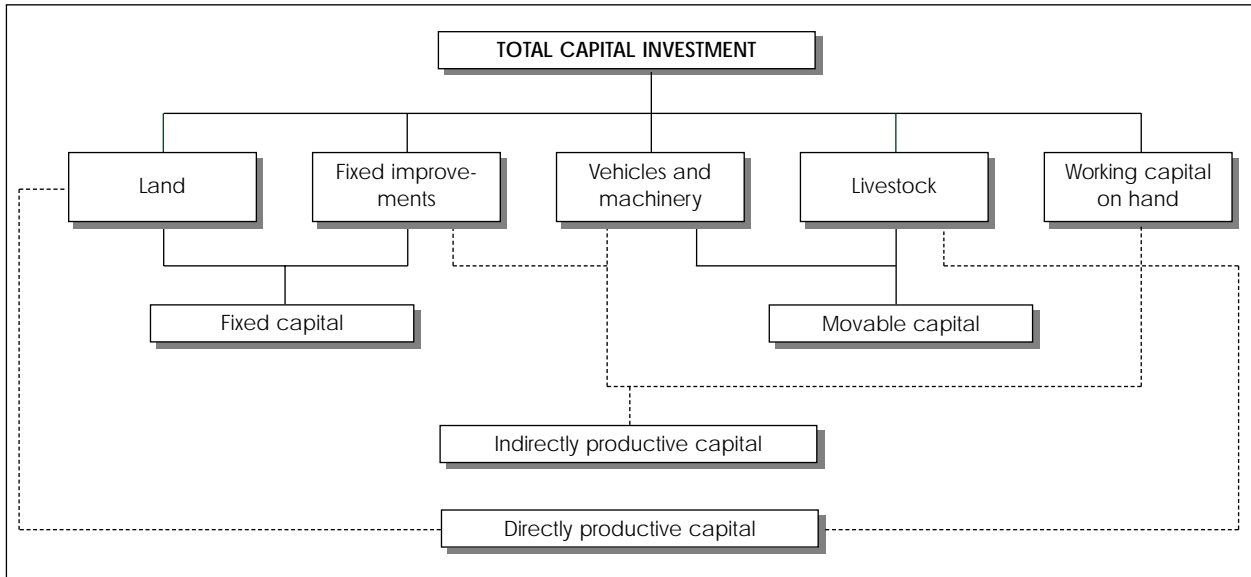 TOTAL CAPITAL INVESTMENT
Land
Fixed improve-
ments
Vehicles and
machinery
Livestock
Working capital
on hand
Fixed capital
Movable capital
Indirectly productive capital
Directly productive capital